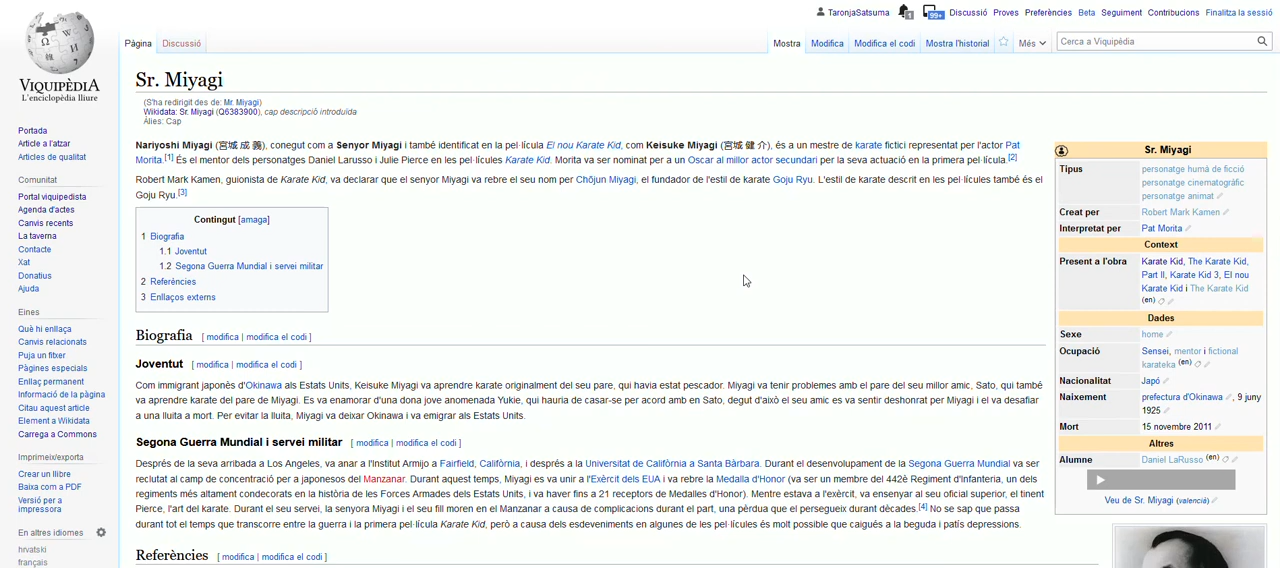 TaronjaSatsuma 1 99+ Discussió Proves Preferències Beta Seguiment Contribucions Finalitza la sessió
Pàgina Discussió Mostra Modifica Modifica el codi Mostra l'historial Més Cerca a Viquipèdia
VIQUIPÈDIA
L'enciclopèdia lliure
Portada
Article a l'atzar
Articles de qualitat
Comunitat
Portal viquipedista
Agenda d'actes
Canvis recents
La taverna
Contacte
Xat
Donatius
Ajuda
Eines
Què hi enllaça
Canvis relacionats
Puja un fitxer
Pàgines especials
Enllaç permanent
Informació de la pàgina
Citau aquest article
Element a Wikidata
Carrega a Commons
Imprimeix/exporta
Crear un llibre
Baixa com a PDF
Versió per a
impressora
En altres idiomes
hrvatski
français
Sr. Miyagi
(S'ha redirigit des de: Mr. Miyagi)
Wikidata: Sr. Miyagi (Q6383900), cap descripció introduïda
Àlies: Cap
Nariyoshi Miyagi (宮城 成 義), conegut com a Senyor Miyagi i també identificat en la pel·lícula El nou Karate Kid, com Keisuke Miyagi (宮城 健 介), és a un mestre de karate fictici representat per l'actor Pat
Morita.[1] És el mentor dels personatges Daniel Larusso i Julie Pierce en les pel·lícules Karate Kid. Morita va ser nominat per a un Oscar al millor actor secundari per la seva actuació en la primera pel·lícula.[2]
Robert Mark Kamen, guionista de Karate Kid, va declarar que el senyor Miyagi va rebre el seu nom per Chōjun Miyagi, el fundador de l'estil de karate Goju Ryu. L'estil de karate descrit en les pel·lícules també és el
Goju Ryu.[3]
Contingut [amaga]
1 Biografia
1.1 Joventut
1.2 Segona Guerra Mundial i servei militar
2 Referències
3 Enllaços externs
Biografia [ modifica | modifica el codi ]
Joventut [ modifica | modifica el codi ]
Com immigrant japonès d'Okinawa als Estats Units, Keisuke Miyagi va aprendre karate originalment del seu pare, qui havia estat pescador. Miyagi va tenir problemes amb el pare del seu millor amic, Sato, qui també
va aprendre karate del pare de Miyagi. Es va enamorar d'una dona jove anomenada Yukie, qui hauria de casar-se per acord amb en Sato, degut d'això el seu amic es va sentir deshonrat per Miyagi i el va desafiar
a una lluita a mort. Per evitar la lluita, Miyagi va deixar Okinawa i va emigrar als Estats Units.
Segona Guerra Mundial i servei militar [ modifica | modifica el codi ]
Després de la seva arribada a Los Angeles, va anar a l'Institut Armijo a Fairfield, Califòrnia, i després a la Universitat de Califòrnia a Santa Bàrbara. Durant el desenvolupament de la Segona Guerra Mundial va ser
reclutat al camp de concentració per a japonesos del Manzanar. Durant aquest temps, Miyagi es va unir a l'Exèrcit dels EUA i va rebre la Medalla d'Honor (va ser un membre del 442è Regiment d'Infanteria, un dels
regiments més altament condecorats en la història de les Forces Armades dels Estats Units, i va haver fins a 21 receptors de Medalles d'Honor). Mentre estava a l'exèrcit, va ensenyar al seu oficial superior, el tinent
Pierce, l'art del karate. Durant el seu servei, la senyora Miyagi i el seu fill moren en el Manzanar a causa de complicacions durant el part, una pèrdua que el persegueix durant dècades.[4] No se sap que passa
durant tot el temps que transcorre entre la guerra i la primera pel·lícula Karate Kid, però a causa dels esdeveniments en algunes de les pel·lícules és molt possible que caigués a la beguda i patís depressions.
Referències [ modifica | modifica el codi ]
Sr. Miyagi
Tipus personatge humà de ficció
personatge cinematogràfic
personatge animat
Creat per Robert Mark Kamen
Interpretat per Pat Morita
Context
Present a l'obra Karate Kid, The Karate Kid,
Part II, Karate Kid 3, El nou
Karate Kid i The Karate Kid
(en)
Dades
Sexe home
Ocupació Sensei, mentor i fictional
karateka (en)
Nacionalitat Japó
Naixement prefectura d'Okinawa, 9 juny
1925
Mort 15 novembre 2011
Altres
Alumne Daniel LaRusso (en)
Veu de Sr. Miyagi (valencià)